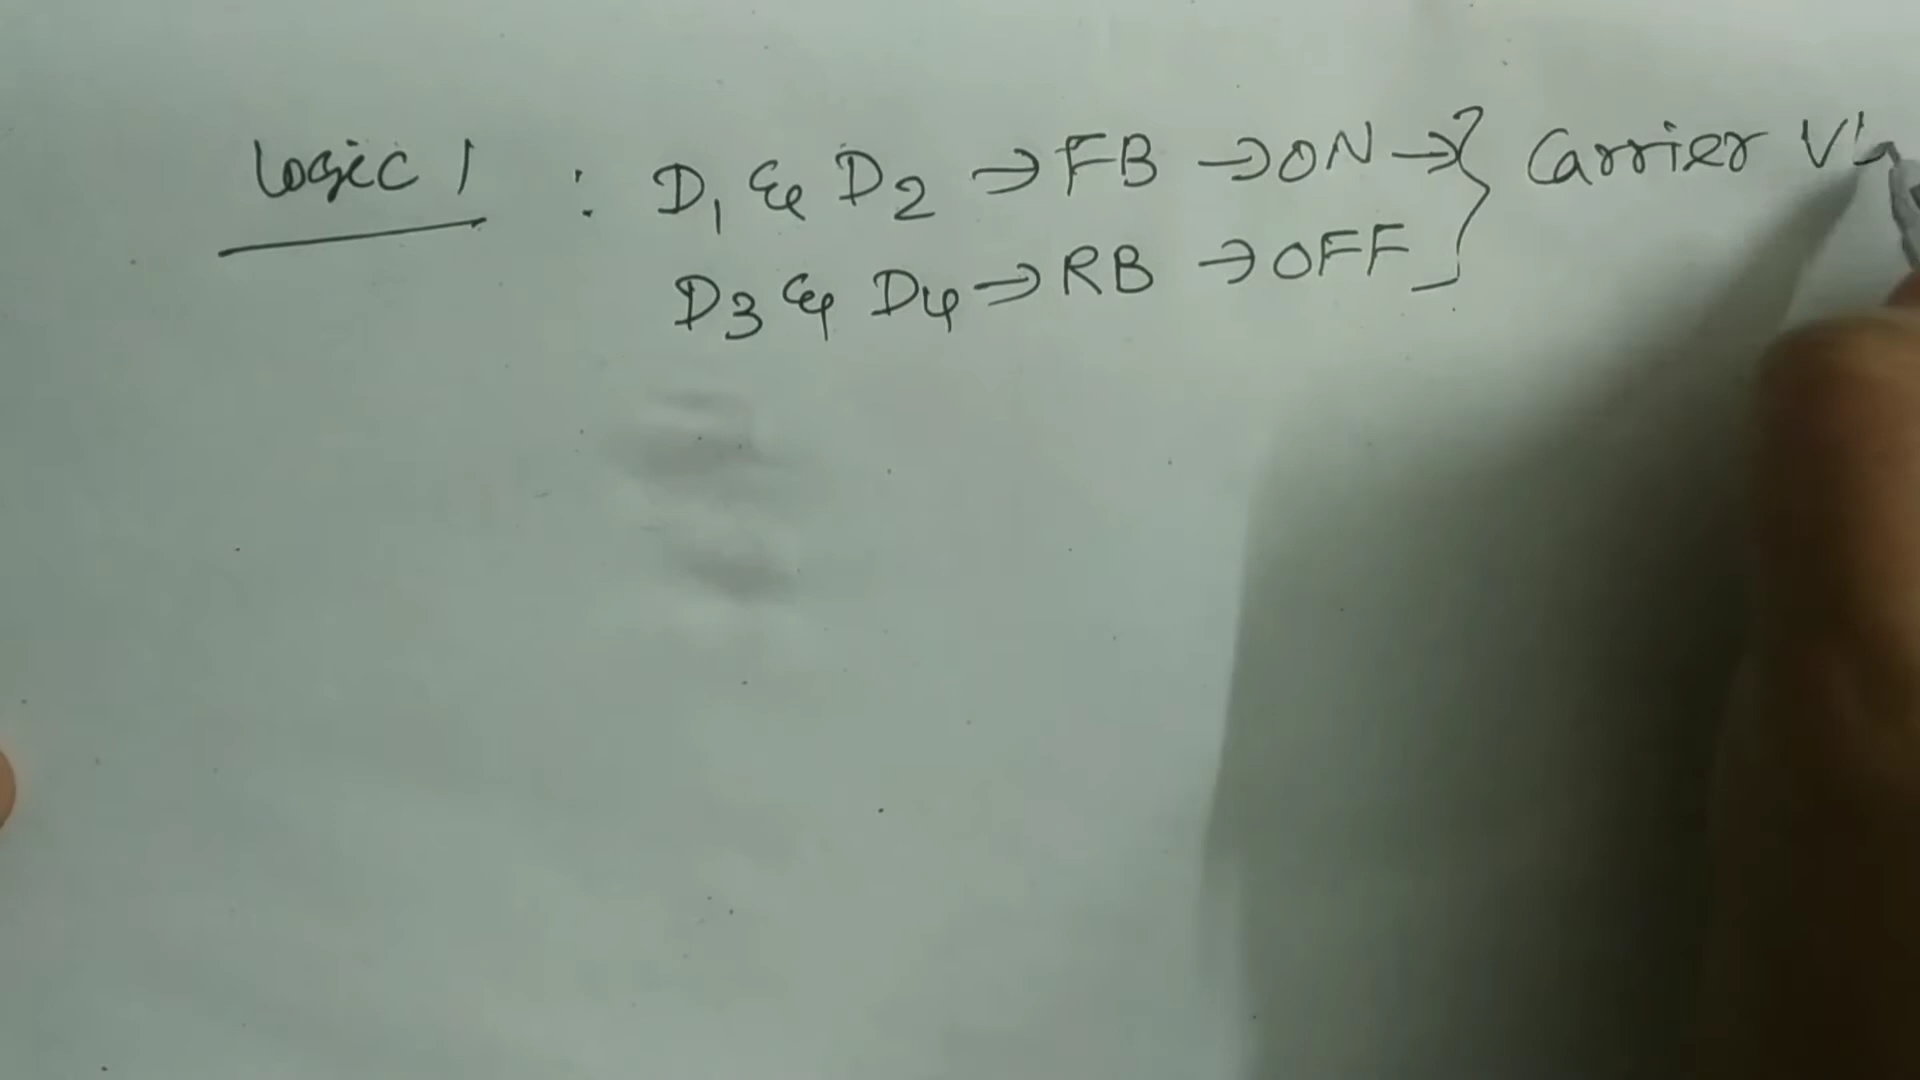 Logic 1 : D1 & D2 → FB → ON → } Carrier
D3 & D4 → RB → OFF